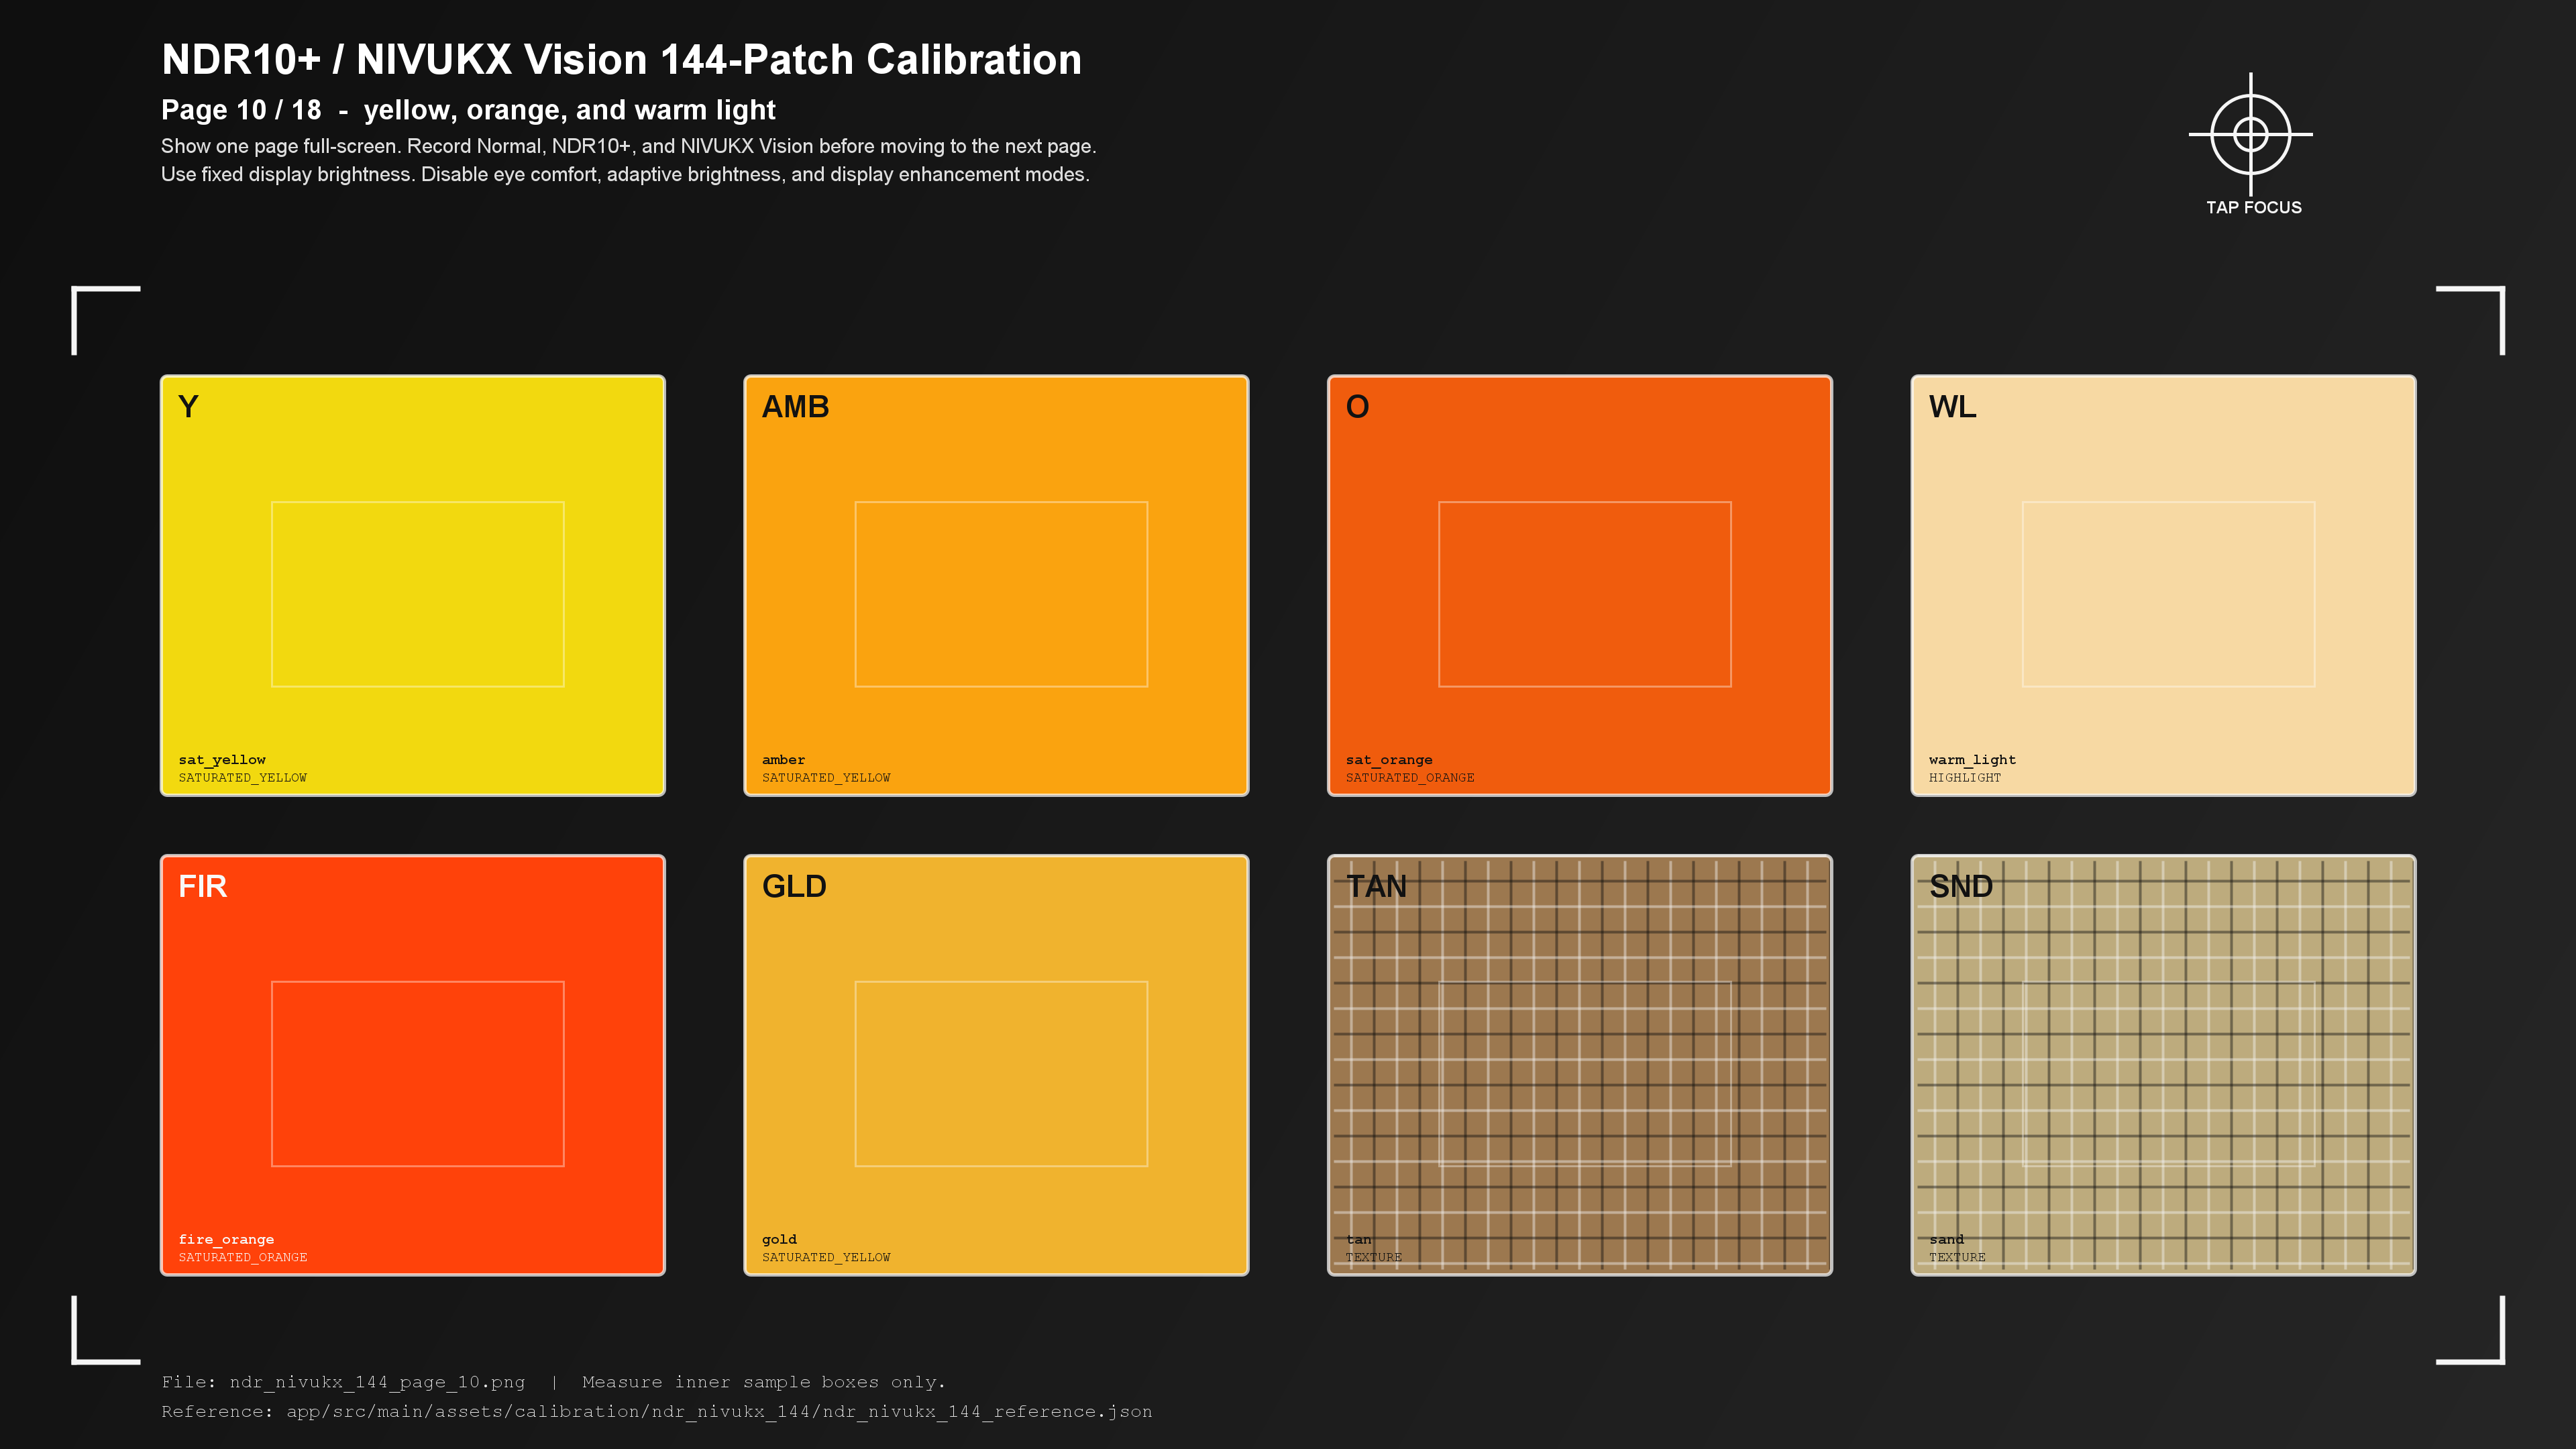 NDR10+ / NIVUKX Vision 144-Patch Calibration
Page 10 / 18 - yellow, orange, and warm light
Show one page full-screen. Record Normal, NDR10+, and NIVUKX Vision before moving to the next page.
Use fixed display brightness. Disable eye comfort, adaptive brightness, and display enhancement modes.
TAP FOCUS
Y
sat_yellow
SATURATED_YELLOW
AMB
amber
SATURATED_YELLOW
O
sat_orange
SATURATED_ORANGE
WL
warm_light
HIGHLIGHT
FIR
fire_orange
SATURATED_ORANGE
GLD
gold
SATURATED_YELLOW
TAN
tan
TEXTURE
SND
sand
TEXTURE
File: ndr_nivukx_144_page_10.png | Measure inner sample boxes only.
Reference: app/src/main/assets/calibration/ndr_nivukx_144/ndr_nivukx_144_reference.json